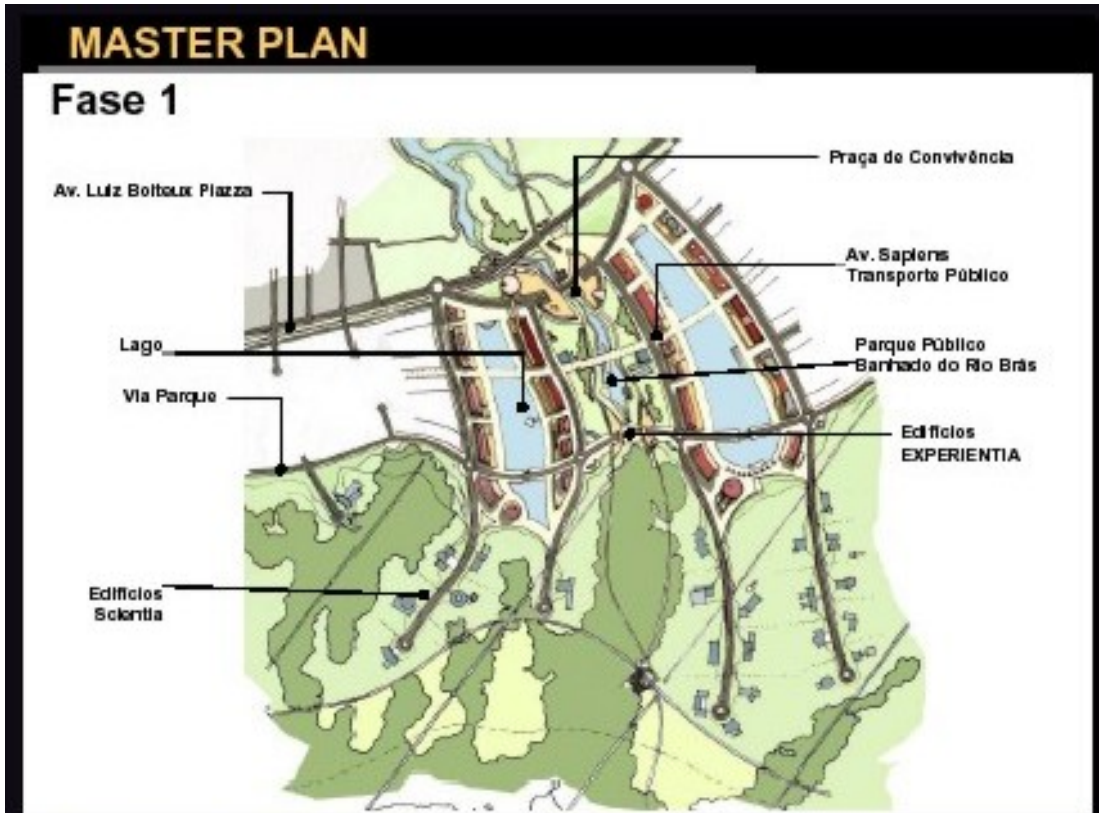 MASTER PLAN
Fase 1
Praça de Convivência
Av. Luiz Boiteux Piazza
Av. Sapiens
Transporte Público
Lago
Parque Público
Banhado do Rio Brás
Via Parque
Edifícios
EXPERIENTIA
Edifícios
Scientia